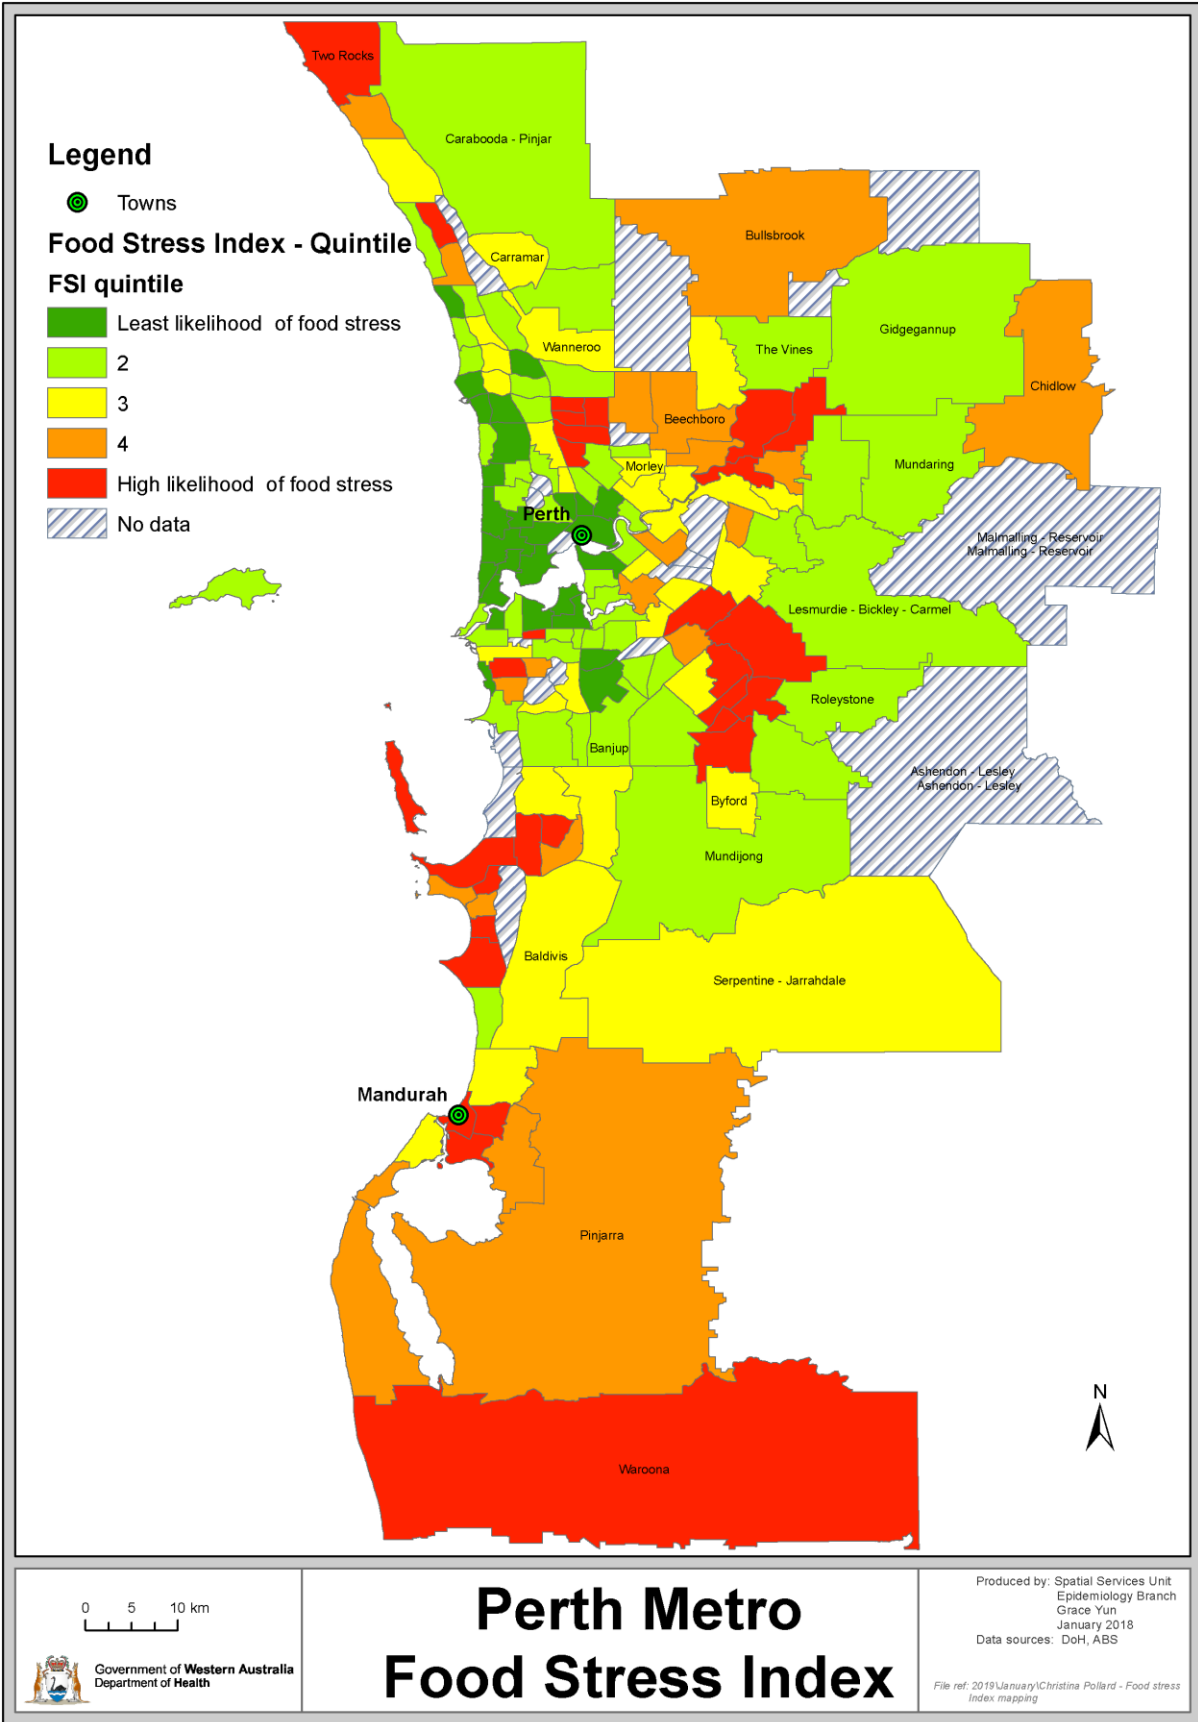 Two Rocks
Carabooda - Pinjar
Legend
Towns
Food Stress Index - Quintile
FSI quintile
Least likelihood  of food stress
2
3
4
High likelihood  of food stress
No data
Bullsbrook
Carramar
Gidgegannup
Wanneroo
The Vines
Chidlow
Beechboro
Mundaring
Morley
Perth
Malmalling - Reservoir
Malmalling - Reservoir
Lesmurdie - Bickley - Carmel
Roleystone
Banjup
Ashendon - Lesley
Ashendon - Lesley
Byford
Mundijong
Baldivis
Serpentine - Jarrahdale
Mandurah
Pinjarra
Waroona
N
0 5 10 km
Government of Western Australia
Department of Health
Perth Metro
Food Stress Index
Produced by: Spatial Services Unit
Epidemiology Branch
Grace Yun
January 2018
Data sources: DoH, ABS
File ref: 2019\January\Christina Pollard - Food stress
Index mapping